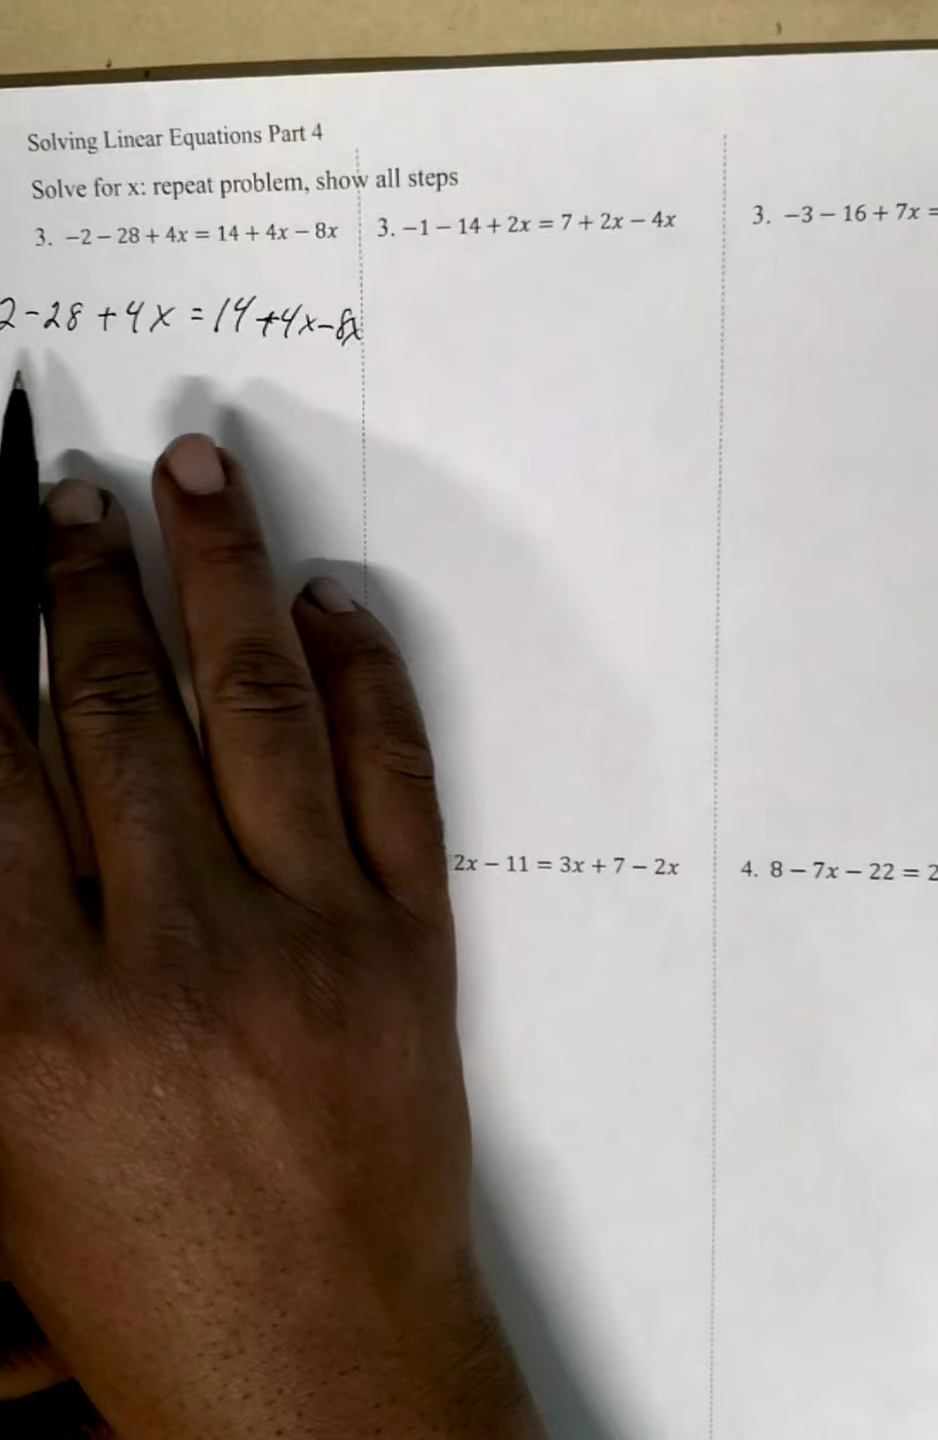 Solving Linear Equations Part 4
Solve for x: repeat problem, show all steps
3. −2 − 28 + 4x = 14 + 4x − 8x
3. −1 − 14 + 2x = 7 + 2x − 4x
3. −3 − 16 + 7x =
2 - 28 + 4x = 14 + 4x - 8x
2x − 11 = 3x + 7 − 2x
4. 8 − 7x − 22 = 2